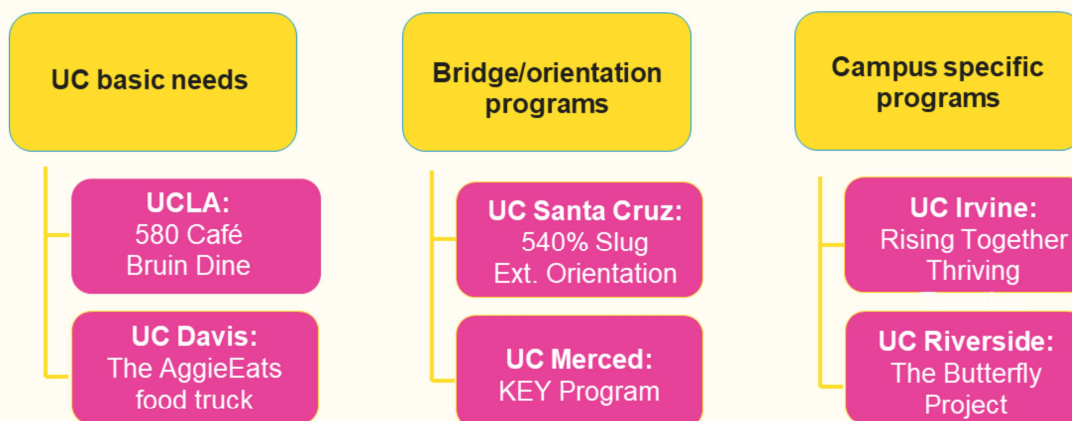 UC basic needs
UCLA:
580 Café
Bruin Dine
UC Davis:
The AggieEats
food truck
Bridge/orientation
programs
UC Santa Cruz:
540% Slug
Ext. Orientation
UC Merced:
KEY Program
Campus specific
programs
UC Irvine:
Rising Together
Thriving
UC Riverside:
The Butterfly
Project